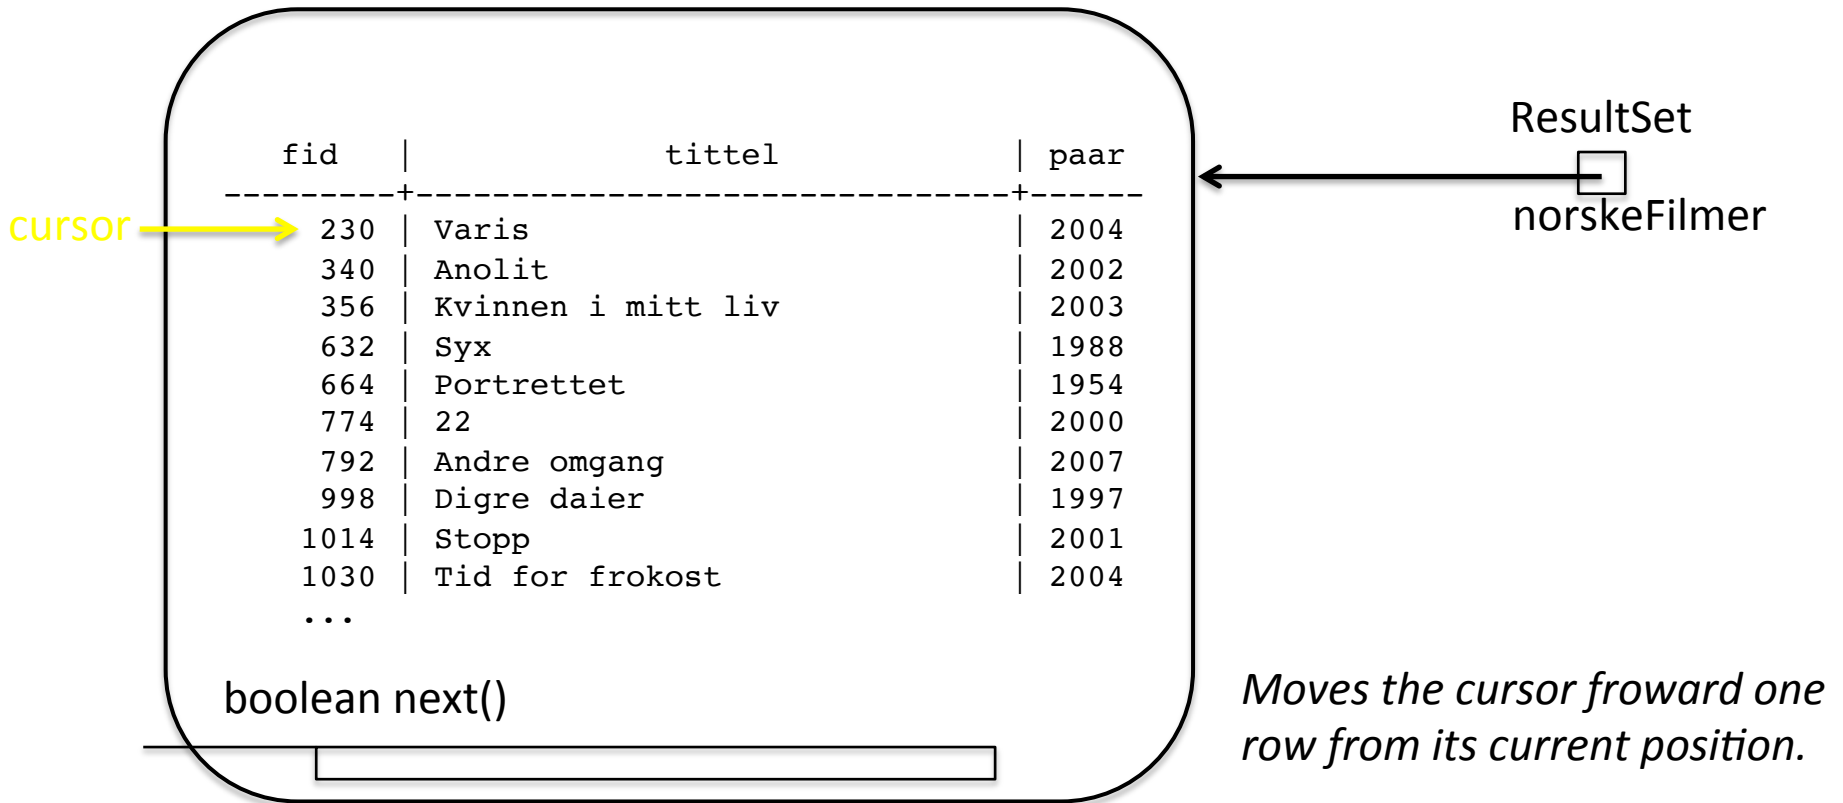 fid | tittel | paar
---------+-------------------------------+------
cursor
230 | Varis | 2004
340 | Anolit | 2002
356 | Kvinnen i mitt liv | 2003
632 | Syx | 1988
664 | Portrettet | 1954
774 | 22 | 2000
792 | Andre omgang | 2007
998 | Digre daier | 1997
1014 | Stopp | 2001
1030 | Tid for frokost | 2004
...
boolean next()
ResultSet
norskeFilmer
Moves the cursor froward one
row from its current position.